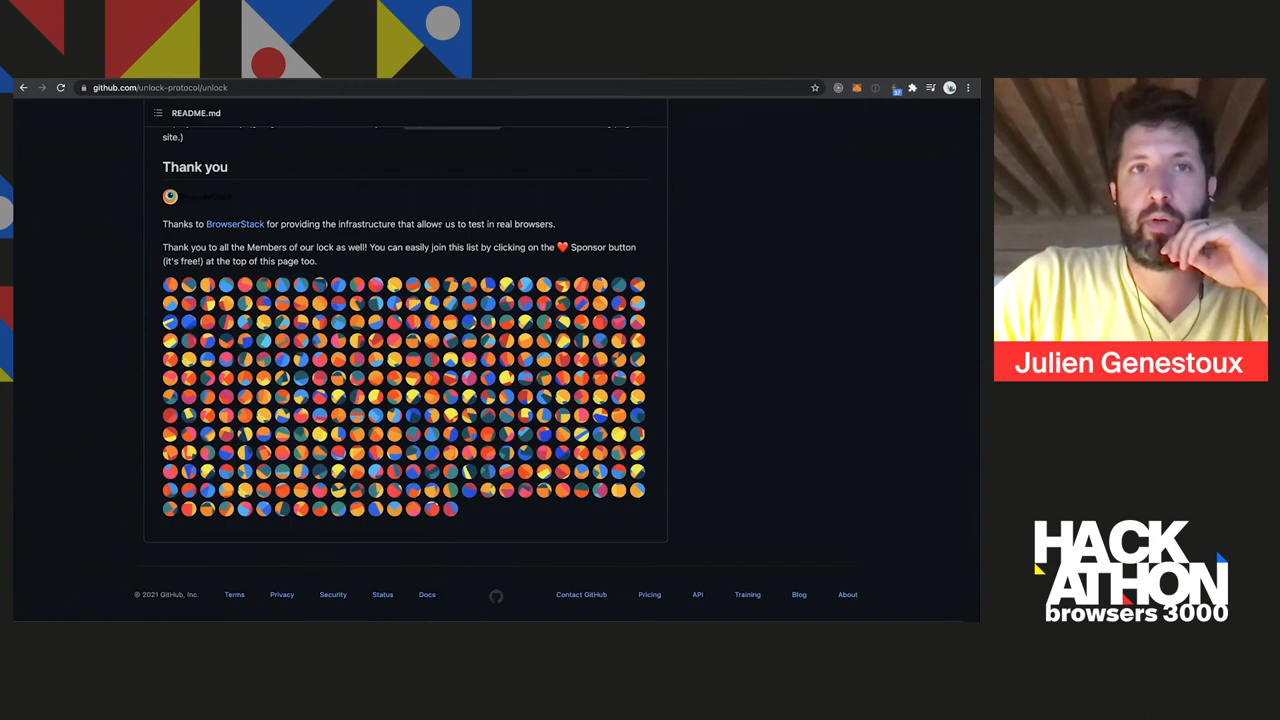 github.com/unlock-protocol/unlock
README.md
site.)
Thank you
Thanks to BrowserStack for providing the infrastructure that allowr us to test in real browsers.
Thank you to all the Members of our lock as well! You can easily join this list by clicking on the ❤️ Sponsor button
(it's free!) at the top of this page too.
© 2021 GitHub, Inc. Terms Privacy Security Status Docs Contact GitHub Pricing API Training Blog About
37
Julien Genestoux
HACK
ATHON
browsers 3000